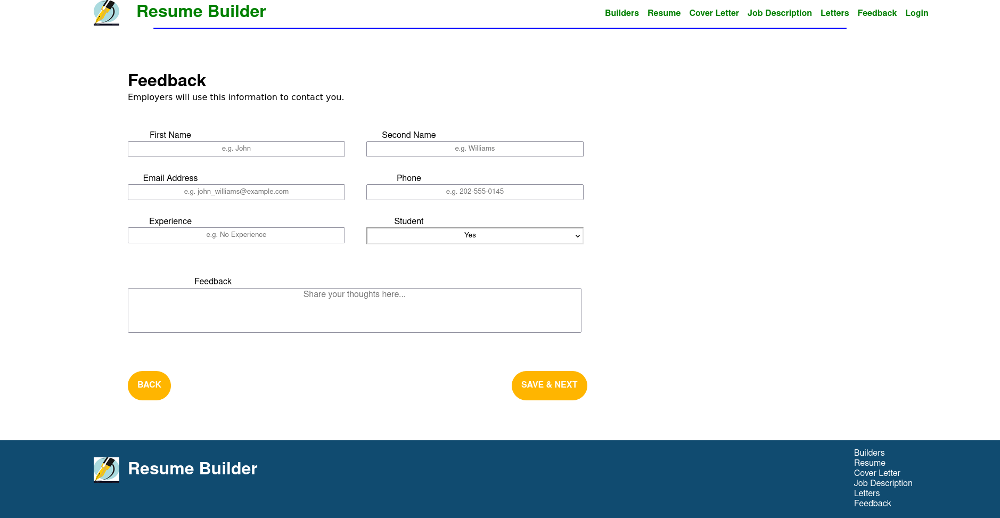 Resume Builder
Builders Resume Cover Letter Job Description Letters Feedback Login
Feedback
Employers will use this information to contact you.
First Name Second Name
e.g. John e.g. Williams
Email Address Phone
e.g. john_williams@example.com e.g. 202-555-0145
Experience Student
e.g. No Experience Yes
Feedback
Share your thoughts here...
BACK SAVE & NEXT
Resume Builder
Builders
Resume
Cover Letter
Job Description
Letters
Feedback